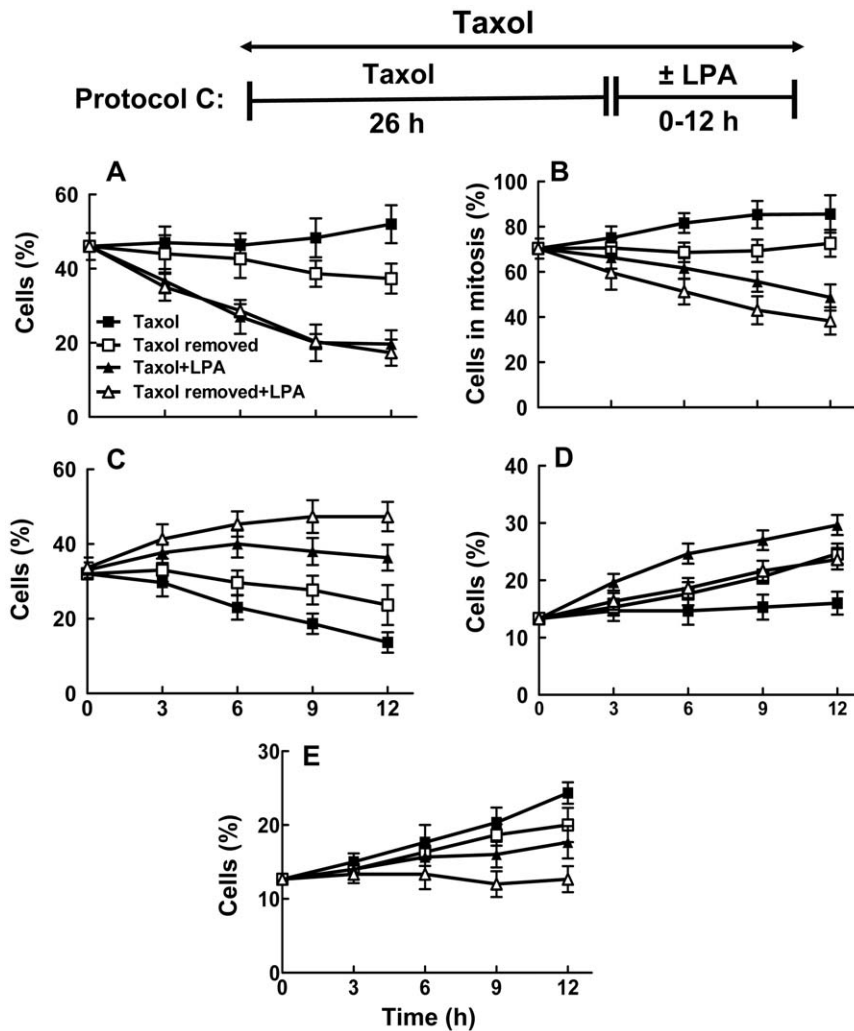 Taxol
Protocol C:
Taxol
± LPA
26 h
0-12 h
A
B
60
40
20
0
Cells (%)
Taxol
Taxol removed
Taxol+LPA
Taxol removed+LPA
100
80
60
40
20
0
Cells in mitosis (%)
C
D
60
40
20
0
Cells (%)
0 3 6 9 12
40
30
20
10
0
Cells (%)
0 3 6 9 12
E
30
20
10
0
Cells (%)
0 3 6 9 12
Time (h)